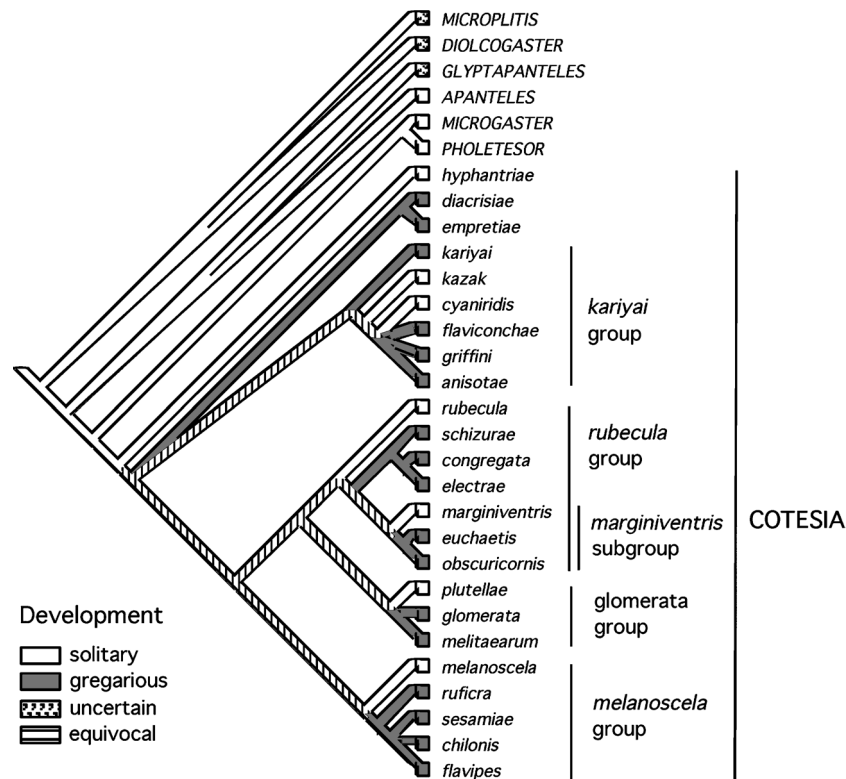 MICROPLITIS
DIOLCOGASTER
GLYPTAPANTELES
APANTELES
MICROGASTER
PHOLETESOR
hyphantriae
diacrisiae
empretiae
kariyai
kazak
cyaniridis
flaviconchae
griffini
anisotae
rubecula
schizurae
congregata
electrae
marginiventris
euchaetis
obscuricornis
plutellae
glomerata
melitaearum
melanoscela
ruficra
sesamiae
chilonis
flavipes
kariyai
group
rubecula
group
marginiventris
subgroup
glomerata
group
melanoscela
group
COTESIA
Development
solitary
gregarious
uncertain
equivocal